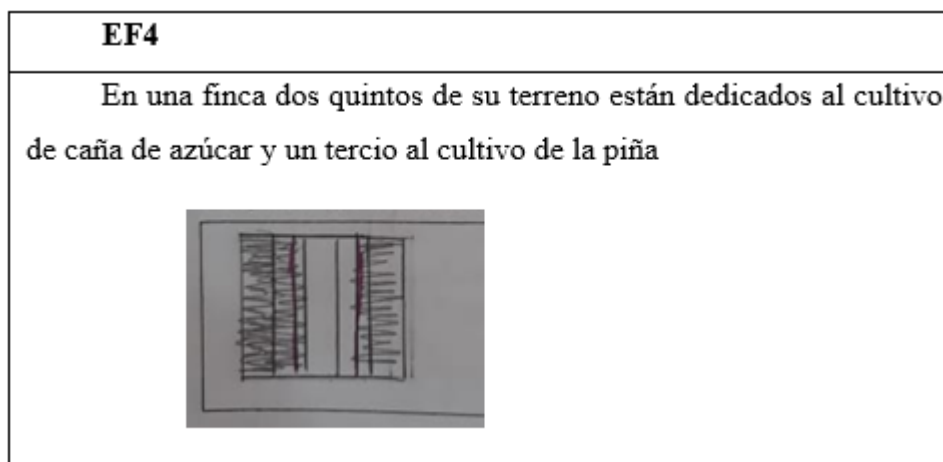 EF4
En una finca dos quintos de su terreno están dedicados al cultivo
de caña de azúcar y un tercio al cultivo de la piña